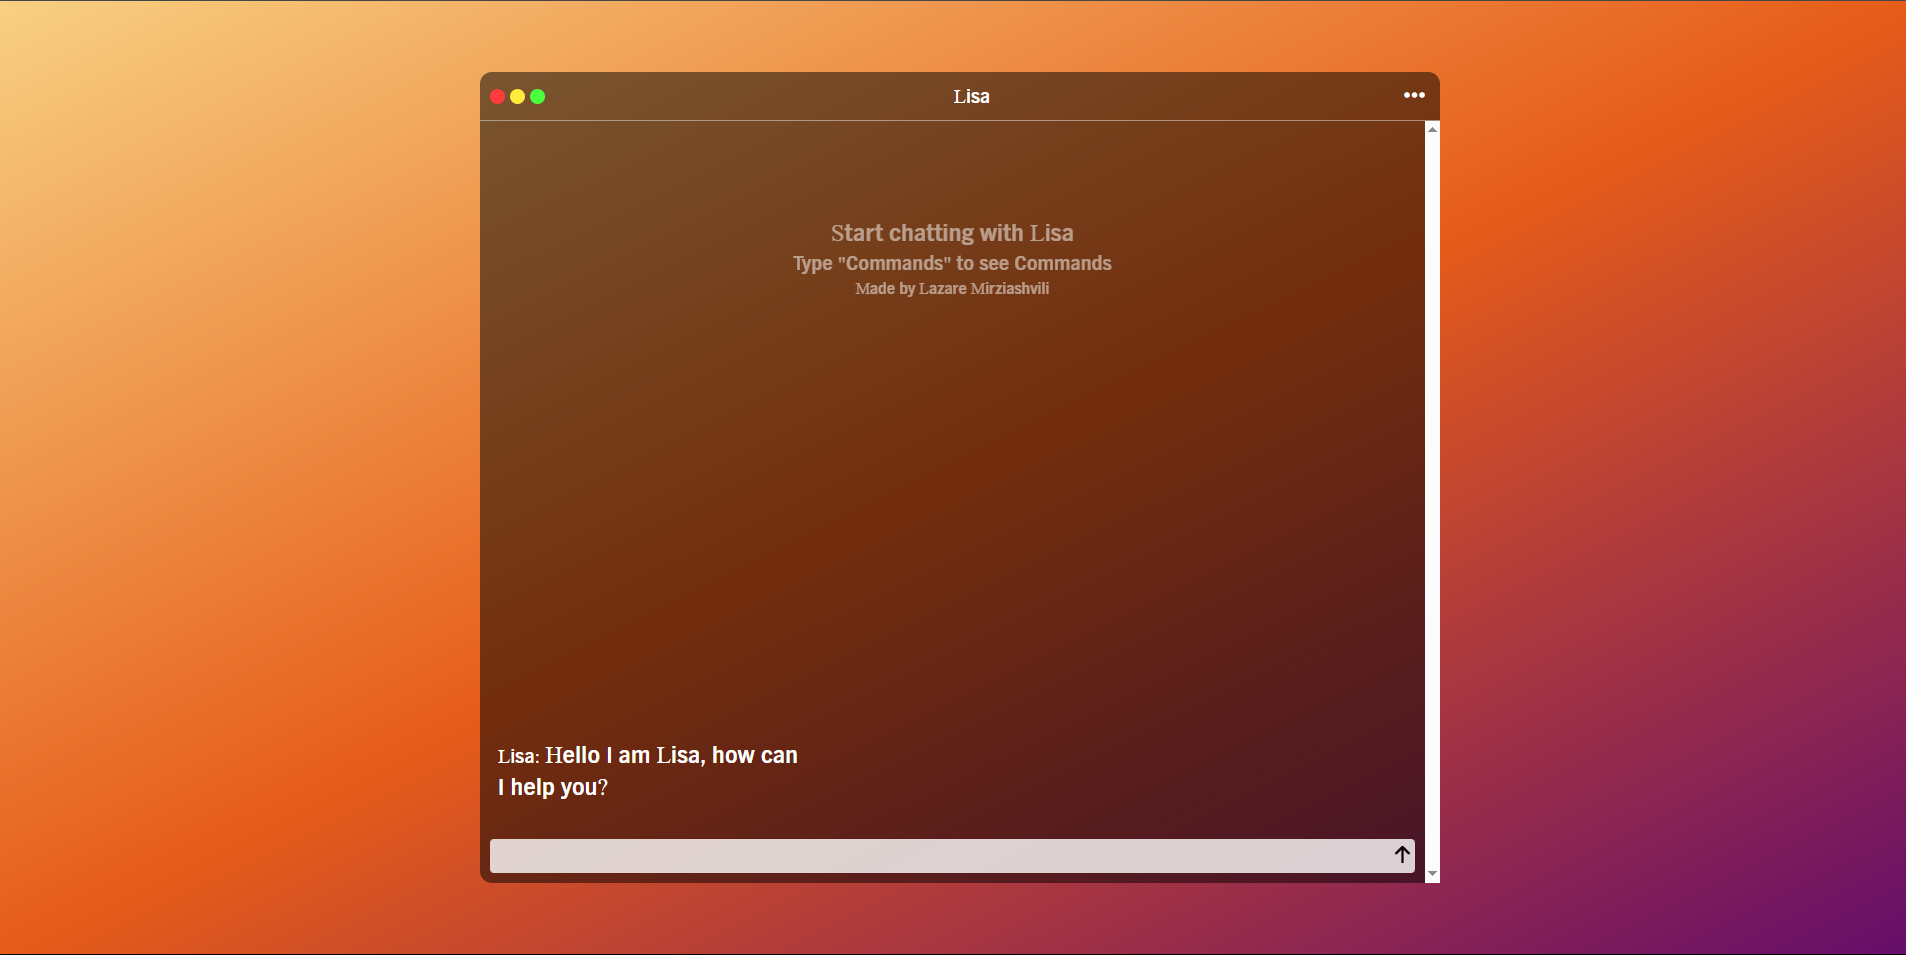 Lisa
Start chatting with Lisa
Type "Commands" to see Commands
Made by Lazare Mirziashvili
Lisa: Hello I am Lisa, how can
I help you?